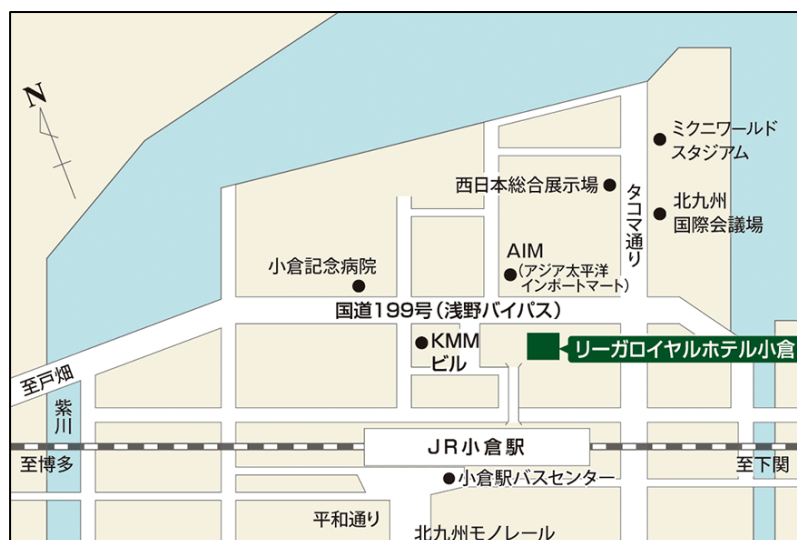 N
ミクニワールド
スタジアム
西日本総合展示場
タコマ通り
北九州
国際会議場
小倉記念病院
AIM
(アジア太平洋
インポートマート)
国道199号(浅野バイパス)
KMM
ビル
リーガロイヤルホテル小倉
至戸畑
紫川
JR小倉駅
至博多
至下関
小倉駅バスセンター
平和通り
北九州モノレール